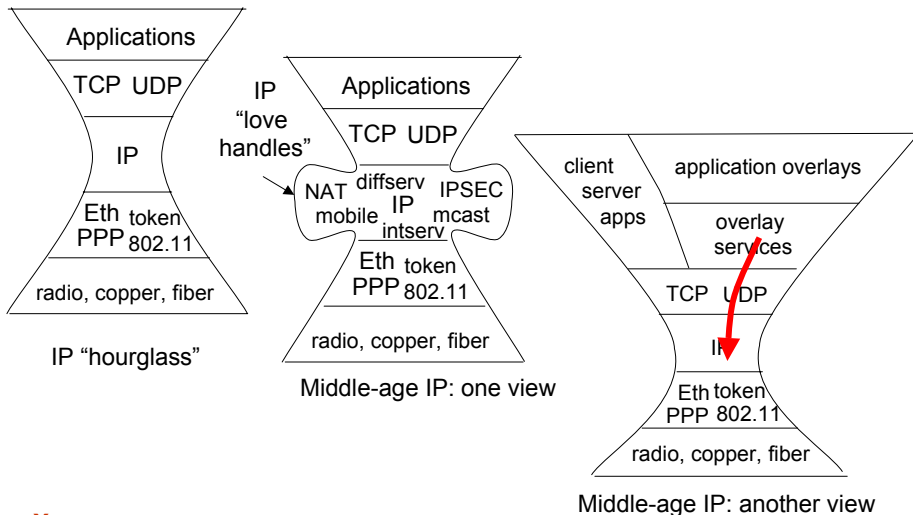 Applications
TCP UDP
IP
Eth token
PPP 802.11
radio, copper, fiber
IP “hourglass”
IP
“love
handles”
Applications
TCP UDP
diffserv
NAT IP IPSEC
mobile mcast
intserv
Eth token
PPP 802.11
radio, copper, fiber
Middle-age IP: one view
client
server
apps
application overlays
overlay
services
TCP UDP
IP
Eth token
PPP 802.11
radio, copper, fiber
Middle-age IP: another view